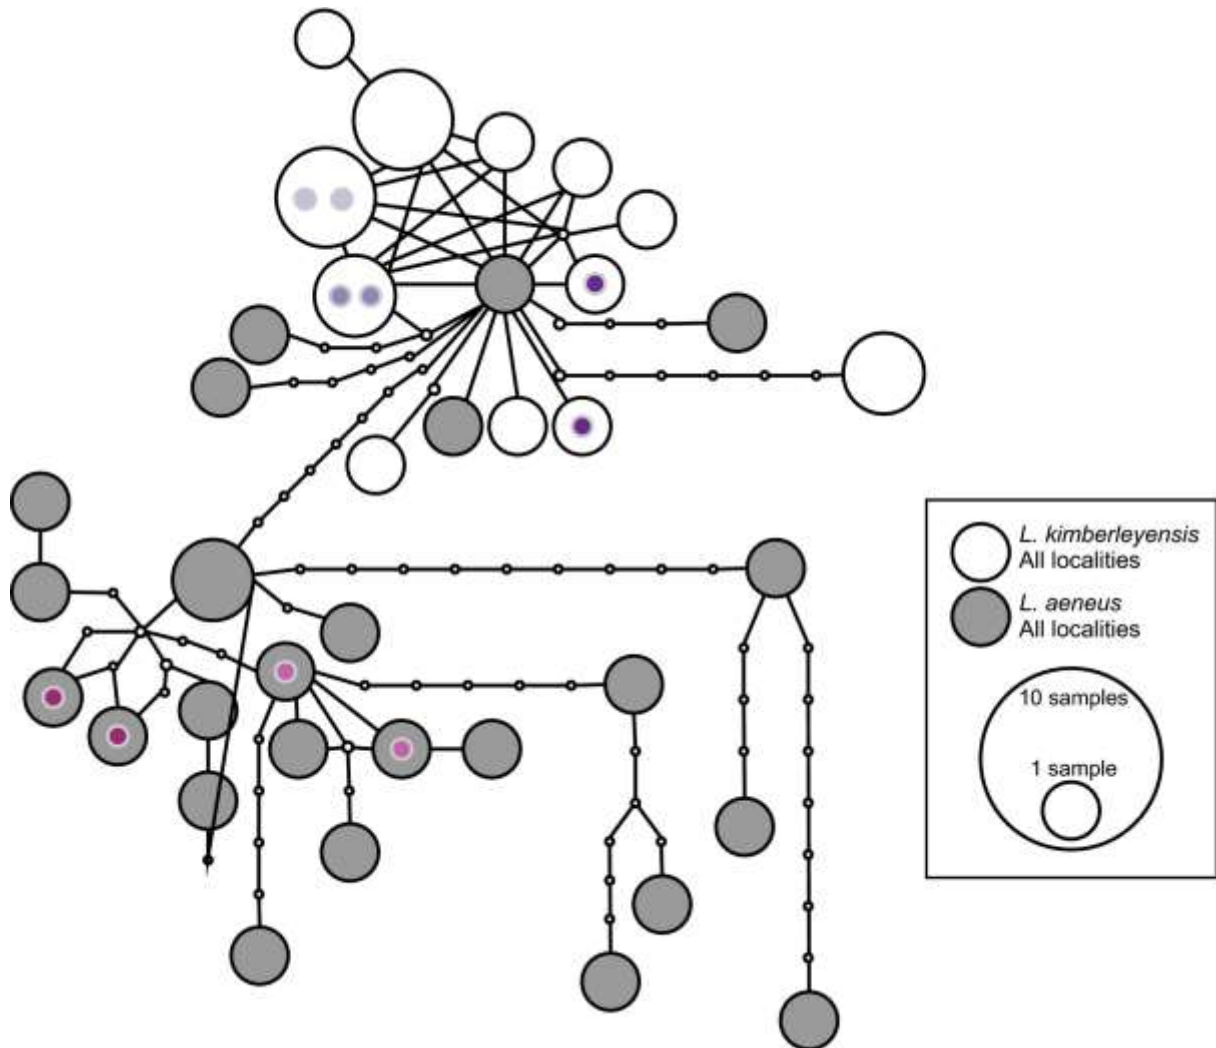 L. kimberleyensis
All localities
L. aeneus
All localities
10 samples
1 sample